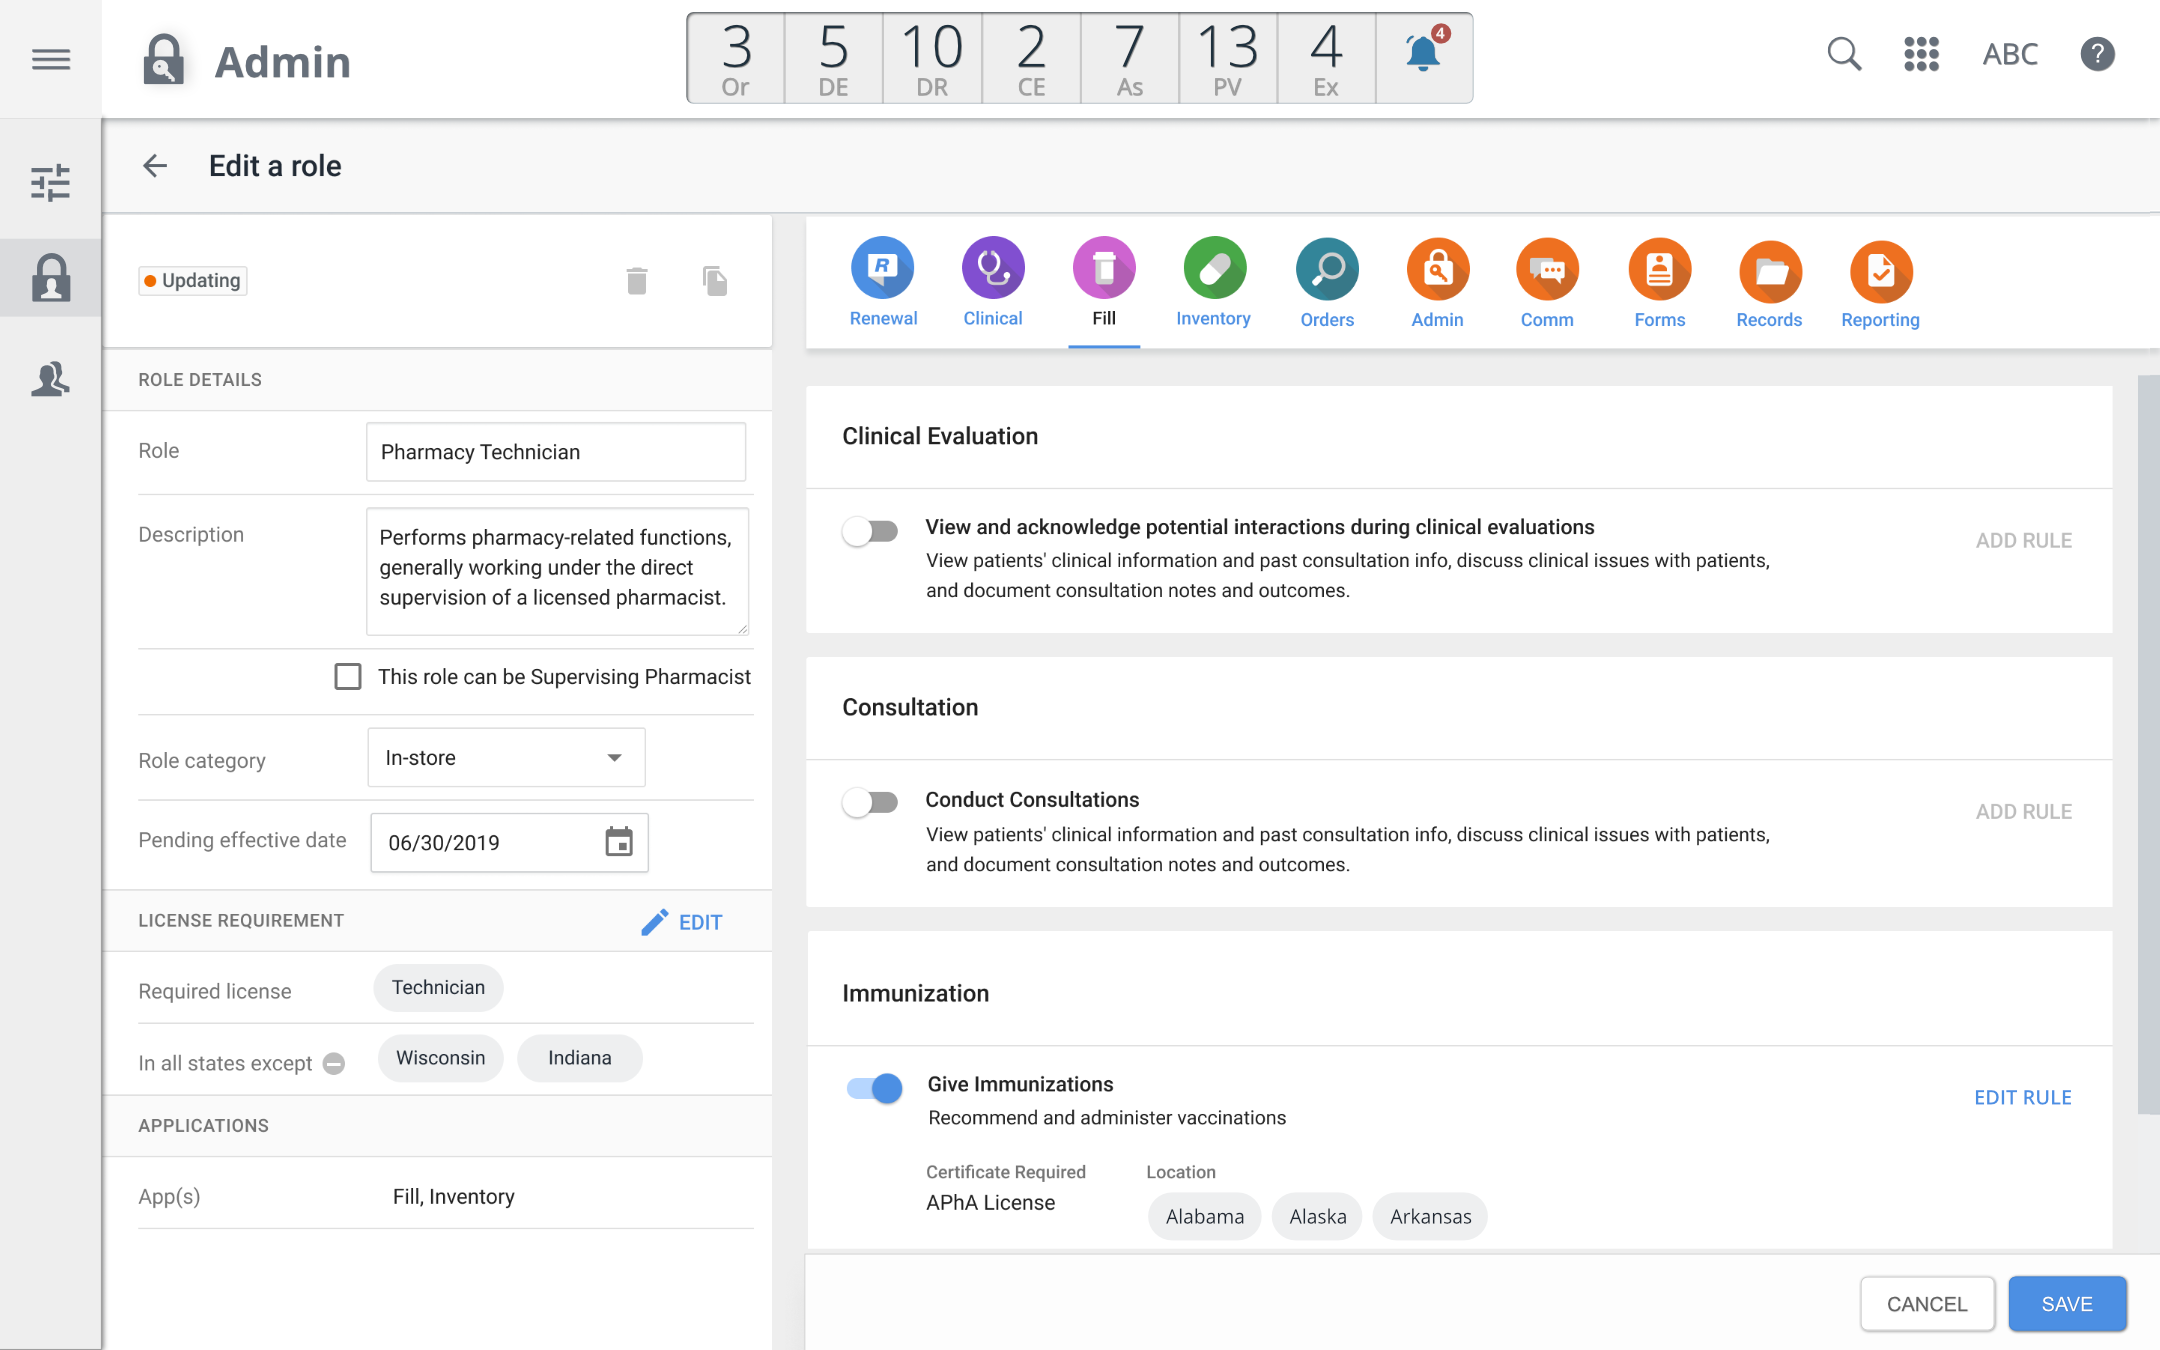 Admin
3 5 10 2 7 13 4 4
Or DE DR CE As PV Ex
ABC ?
Edit a role
Updating
R
Renewal Clinical Fill Inventory Orders Admin Comm Forms Records Reporting
ROLE DETAILS
Role Pharmacy Technician
Description Performs pharmacy-related functions,
generally working under the direct
supervision of a licensed pharmacist.
This role can be Supervising Pharmacist
Role category In-store
Pending effective date 06/30/2019
LICENSE REQUIREMENT EDIT
Required license Technician
In all states except Wisconsin Indiana
APPLICATIONS
App(s) Fill, Inventory
Clinical Evaluation
View and acknowledge potential interactions during clinical evaluations
View patients' clinical information and past consultation info, discuss clinical issues with patients,
and document consultation notes and outcomes.
ADD RULE
Consultation
Conduct Consultations
View patients' clinical information and past consultation info, discuss clinical issues with patients,
and document consultation notes and outcomes.
ADD RULE
Immunization
Give Immunizations
Recommend and administer vaccinations
EDIT RULE
Certificate Required Location
APhA License Alabama Alaska Arkansas
CANCEL SAVE